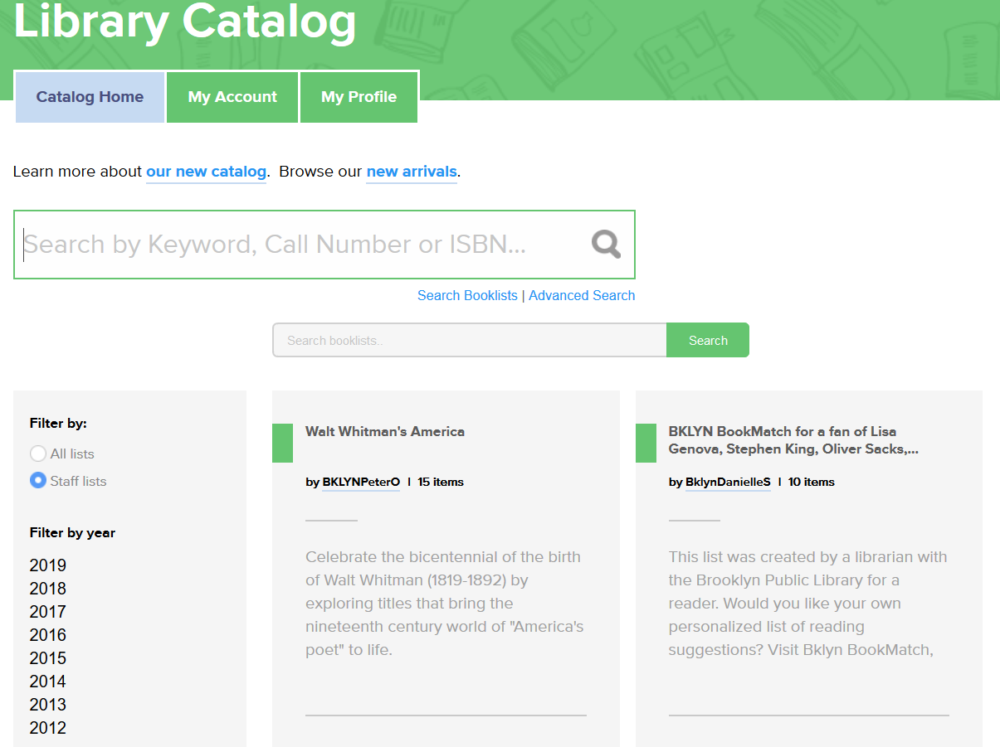 Library Catalog
Catalog Home
My Account
My Profile
Learn more about our new catalog. Browse our new arrivals.
Search by Keyword, Call Number or ISBN...
Search Booklists | Advanced Search
Search booklists..
Search
Filter by:
All lists
Staff lists
Filter by year
2019
2018
2017
2016
2015
2014
2013
2012
Walt Whitman's America
by BKLYNPeterO | 15 items
Celebrate the bicentennial of the birth
of Walt Whitman (1819-1892) by
exploring titles that bring the
nineteenth century world of "America's
poet" to life.
BKLYN BookMatch for a fan of Lisa
Genova, Stephen King, Oliver Sacks,...
by BklynDanielleS | 10 items
This list was created by a librarian with
the Brooklyn Public Library for a
reader. Would you like your own
personalized list of reading
suggestions? Visit Bklyn BookMatch,